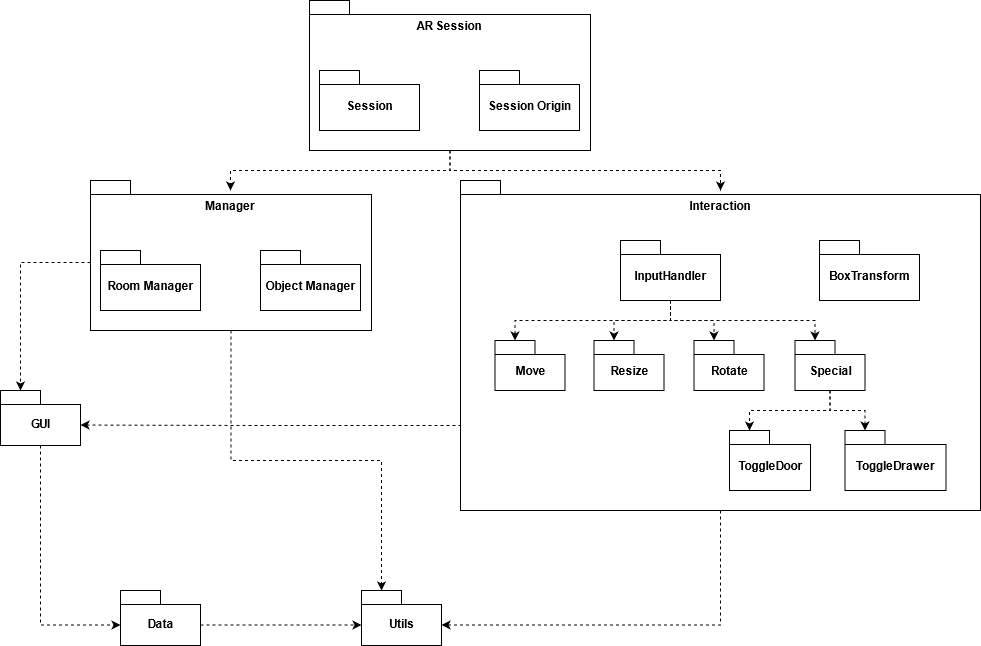 AR Session
Session
Session Origin
Manager
Interaction
Room Manager
Object Manager
InputHandler
BoxTransform
Move
Resize
Rotate
Special
GUI
ToggleDoor
ToggleDrawer
Data
Utils